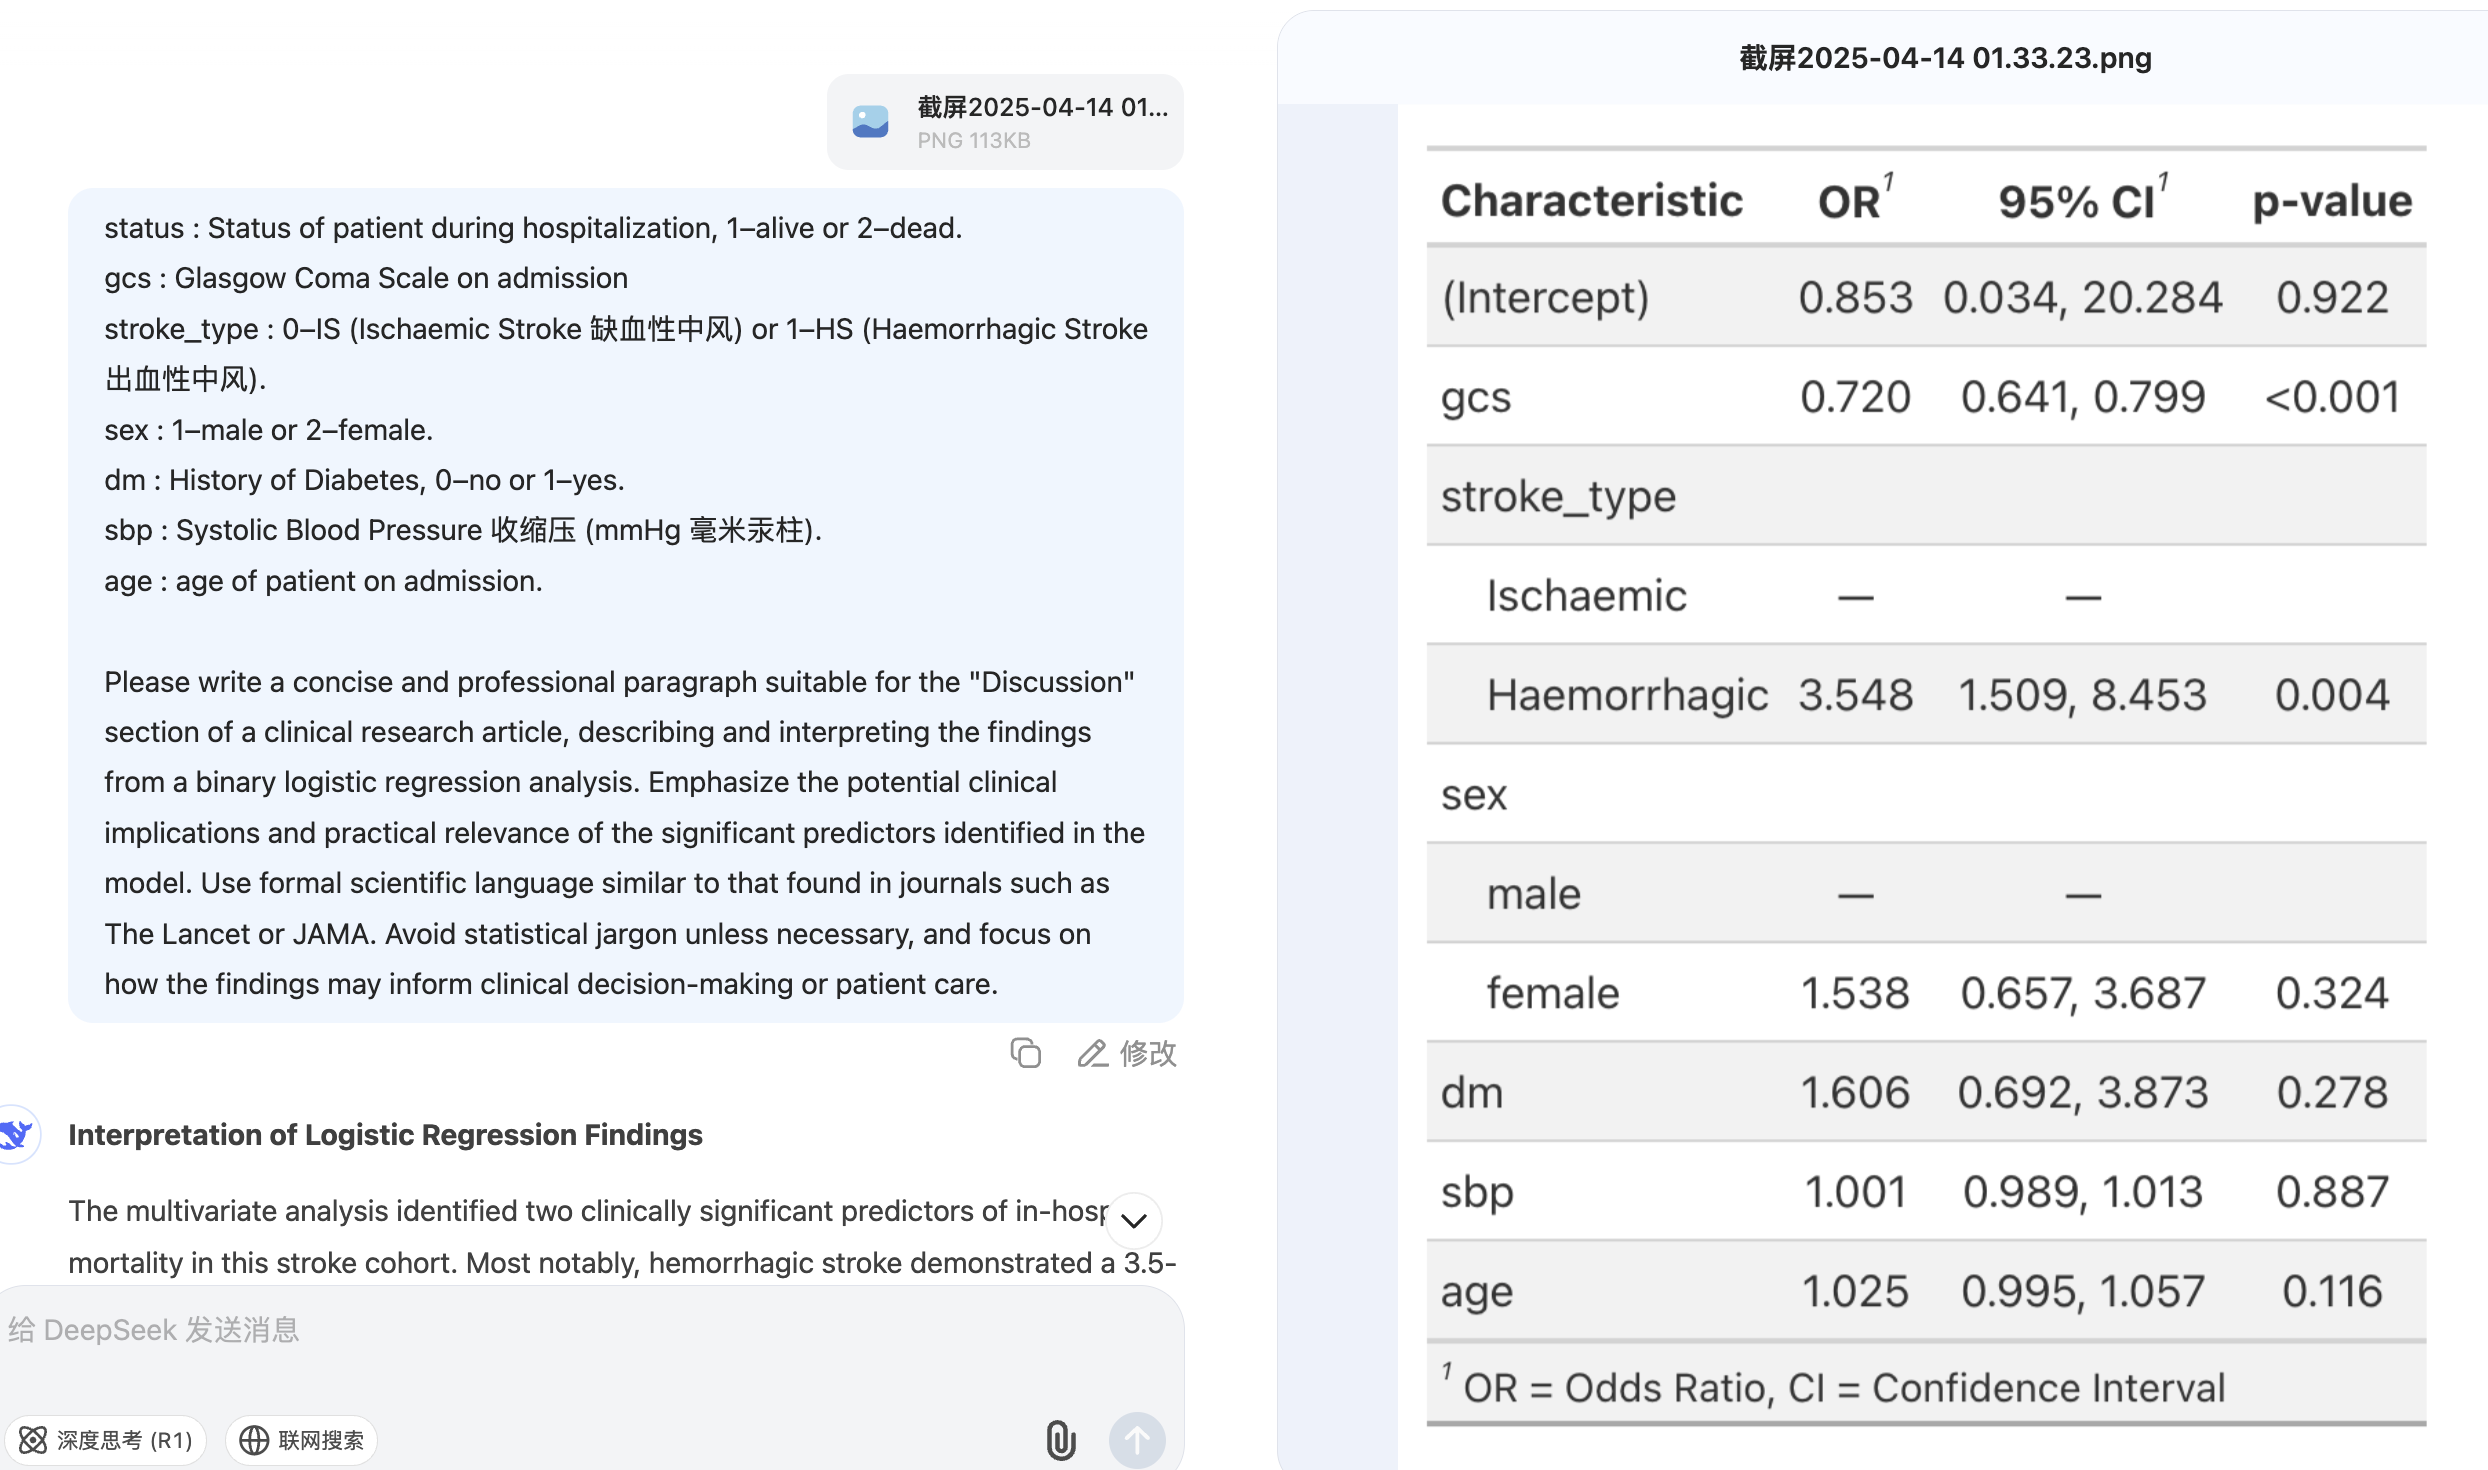 截屏2025-04-14 01...
PNG 113KB
status : Status of patient during hospitalization, 1–alive or 2–dead.
gcs : Glasgow Coma Scale on admission
stroke_type : 0–IS (Ischaemic Stroke 缺血性中风) or 1–HS (Haemorrhagic Stroke
出血性中风).
sex : 1–male or 2–female.
dm : History of Diabetes, 0–no or 1–yes.
sbp : Systolic Blood Pressure 收缩压 (mmHg 毫米汞柱).
age : age of patient on admission.
Please write a concise and professional paragraph suitable for the "Discussion"
section of a clinical research article, describing and interpreting the findings
from a binary logistic regression analysis. Emphasize the potential clinical
implications and practical relevance of the significant predictors identified in the
model. Use formal scientific language similar to that found in journals such as
The Lancet or JAMA. Avoid statistical jargon unless necessary, and focus on
how the findings may inform clinical decision-making or patient care.
修改
Interpretation of Logistic Regression Findings
The multivariate analysis identified two clinically significant predictors of in-hosp
mortality in this stroke cohort. Most notably, hemorrhagic stroke demonstrated a 3.5-
给 DeepSeek 发送消息
深度思考 (R1) 联网搜索
截屏2025-04-14 01.33.23.png
Characteristic OR¹ 95% CI¹ p-value
(Intercept) 0.853 0.034, 20.284 0.922
gcs 0.720 0.641, 0.799 <0.001
stroke_type
Ischaemic — —
Haemorrhagic 3.548 1.509, 8.453 0.004
sex
male — —
female 1.538 0.657, 3.687 0.324
dm 1.606 0.692, 3.873 0.278
sbp 1.001 0.989, 1.013 0.887
age 1.025 0.995, 1.057 0.116
¹ OR = Odds Ratio, CI = Confidence Interval